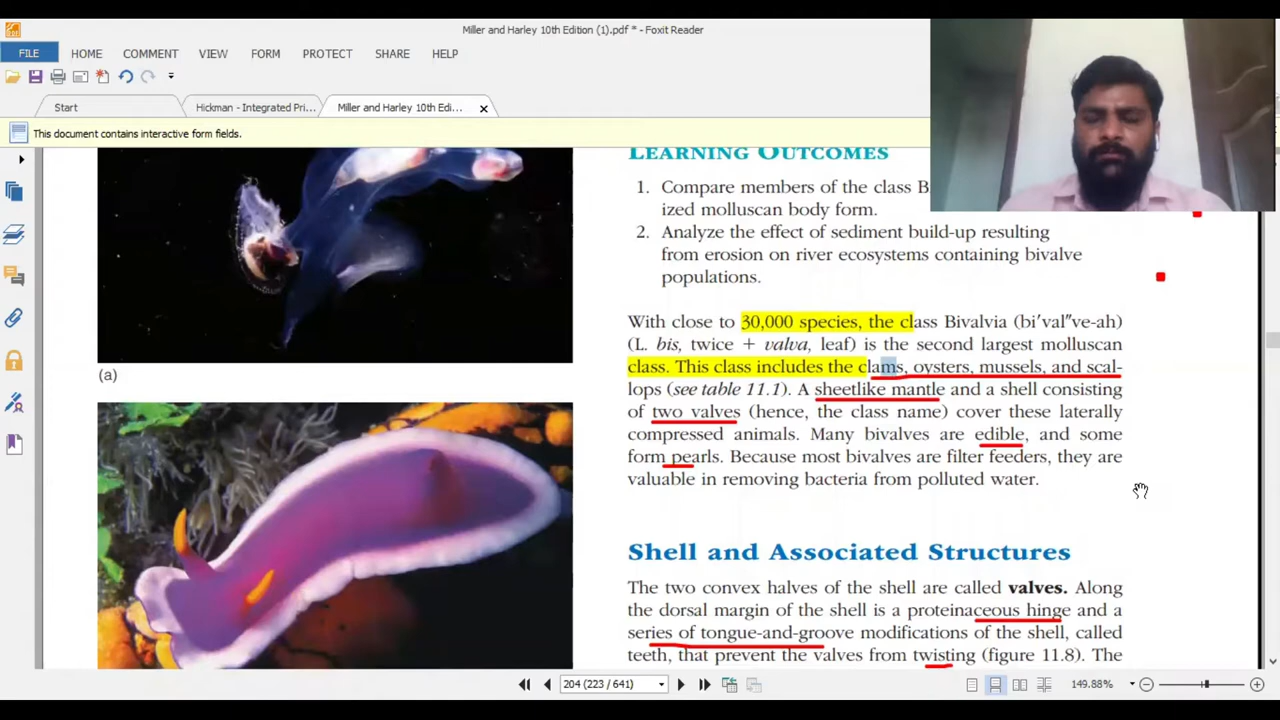 Miller and Harley 10th Edition (1).pdf * - Foxit Reader
FILE HOME COMMENT VIEW FORM PROTECT SHARE HELP
Start Hickman - Integrated Pri... Miller and Harley 10th Edi...
This document contains interactive form fields.
LEARNING OUTCOMES
1. Compare members of the class B
ized molluscan body form.
2. Analyze the effect of sediment build-up resulting
from erosion on river ecosystems containing bivalve
populations.
With close to 30,000 species, the class Bivalvia (bi′val″ve-ah)
(L. bis, twice + valva, leaf) is the second largest molluscan
class. This class includes the clams, oysters, mussels, and scal-
lops (see table 11.1). A sheetlike mantle and a shell consisting
of two valves (hence, the class name) cover these laterally
compressed animals. Many bivalves are edible, and some
form pearls. Because most bivalves are filter feeders, they are
valuable in removing bacteria from polluted water.
(a)
Shell and Associated Structures
The two convex halves of the shell are called valves. Along
the dorsal margin of the shell is a proteinaceous hinge and a
series of tongue-and-groove modifications of the shell, called
teeth, that prevent the valves from twisting (figure 11.8). The
204 (223 / 641)
149.88%